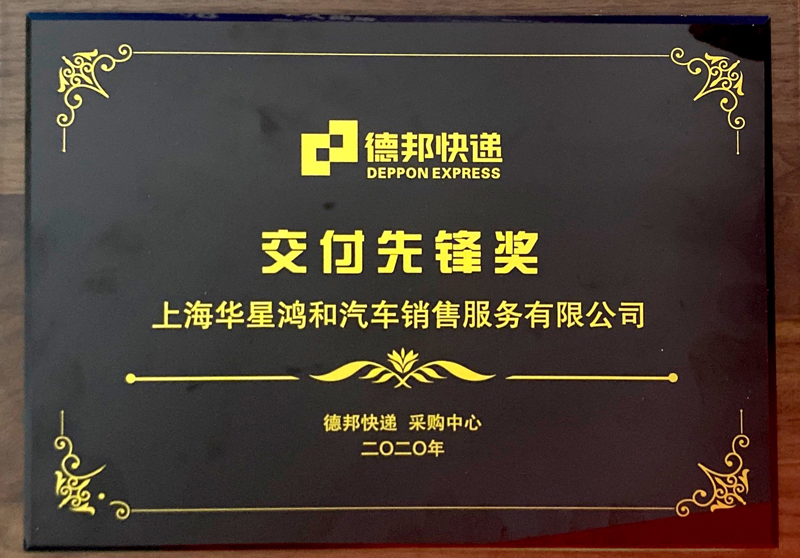 德邦快递
DEPPON EXPRESS
交付先锋奖
上海华星鸿和汽车销售服务有限公司
德邦快递 采购中心
二〇二〇年